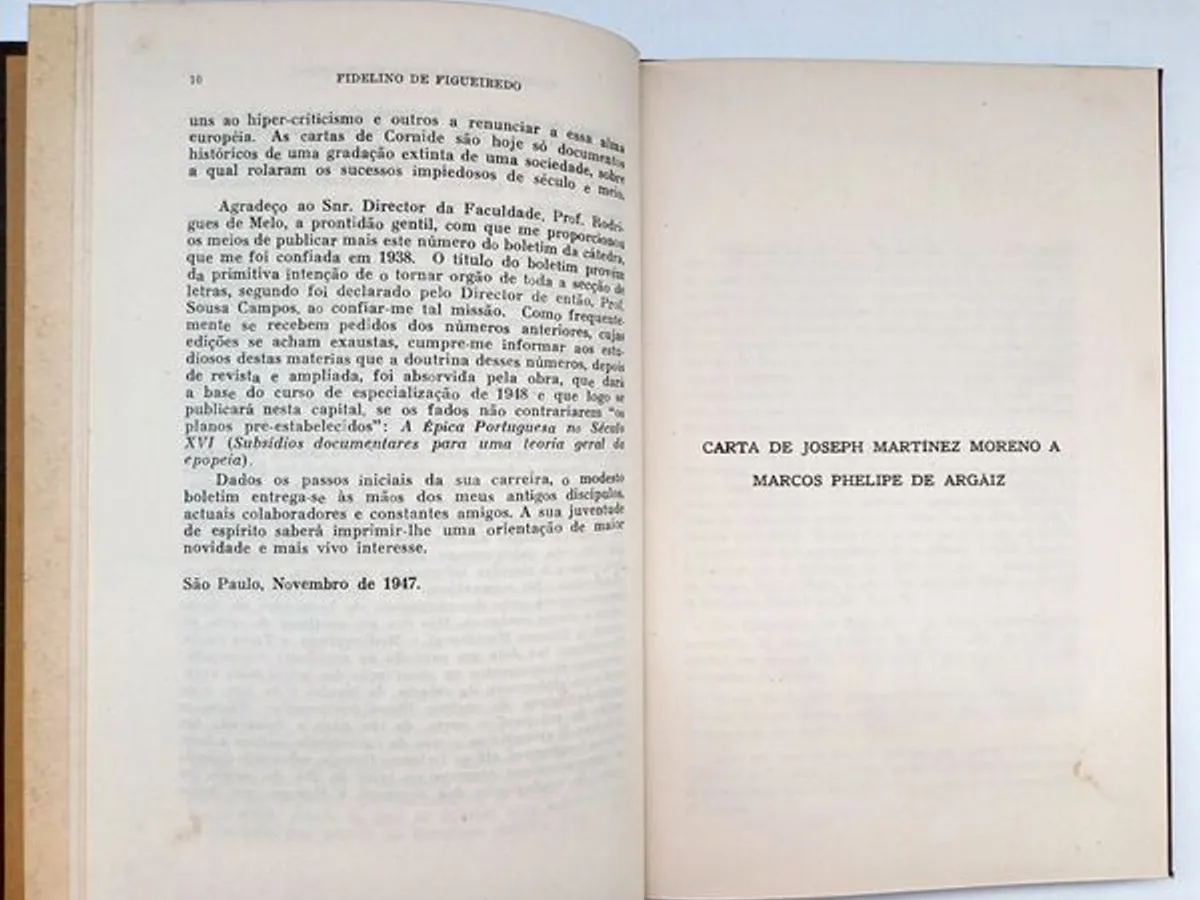 10
FIDELINO DE FIGUEIREDO
uns ao hiper-criticismo e outros a renunciar a essa alma
européia. As cartas de Cornide são hoje só documentos
históricos de uma gradação extinta de uma sociedade, sobre
a qual rolaram os sucessos impiedosos de século e meio.
Agradeço ao Snr. Director da Faculdade, Prof. Rodri-
gues de Melo, a prontidão gentil, com que me proporcionou
os meios de publicar mais este número do boletim da cátedra,
que me foi confiada em 1938. O título do boletim provém
da primitiva intenção de o tornar orgão de toda a secção de
letras, segundo foi declarado pelo Director de então, Prof.
Sousa Campos, ao confiar-me tal missão. Como frequente-
mente se recebem pedidos dos números anteriores, cujas
edições se acham exaustas, cumpre-me informar aos estu-
diosos destas materias que a doutrina desses números, depois
de revista e ampliada, foi absorvida pela obra, que dará
a base do curso de especialização de 1948 e que logo se
publicará nesta capital, se os fados não contrariarem "os
planos pre-estabelecidos": A Épica Portuguesa no Século
XVI (Subsídios documentares para uma teoria geral da
epopeia).
Dados os passos iniciais da sua carreira, o modesto
boletim entrega-se às mãos dos meus antigos discípulos,
actuais colaboradores e constantes amigos. A sua juventude
de espírito saberá imprimir-lhe uma orientação de maior
novidade e mais vivo interesse.
São Paulo, Novembro de 1947.
CARTA DE JOSEPH MARTÍNEZ MORENO A
MARCOS PHELIPE DE ARGÁIZ